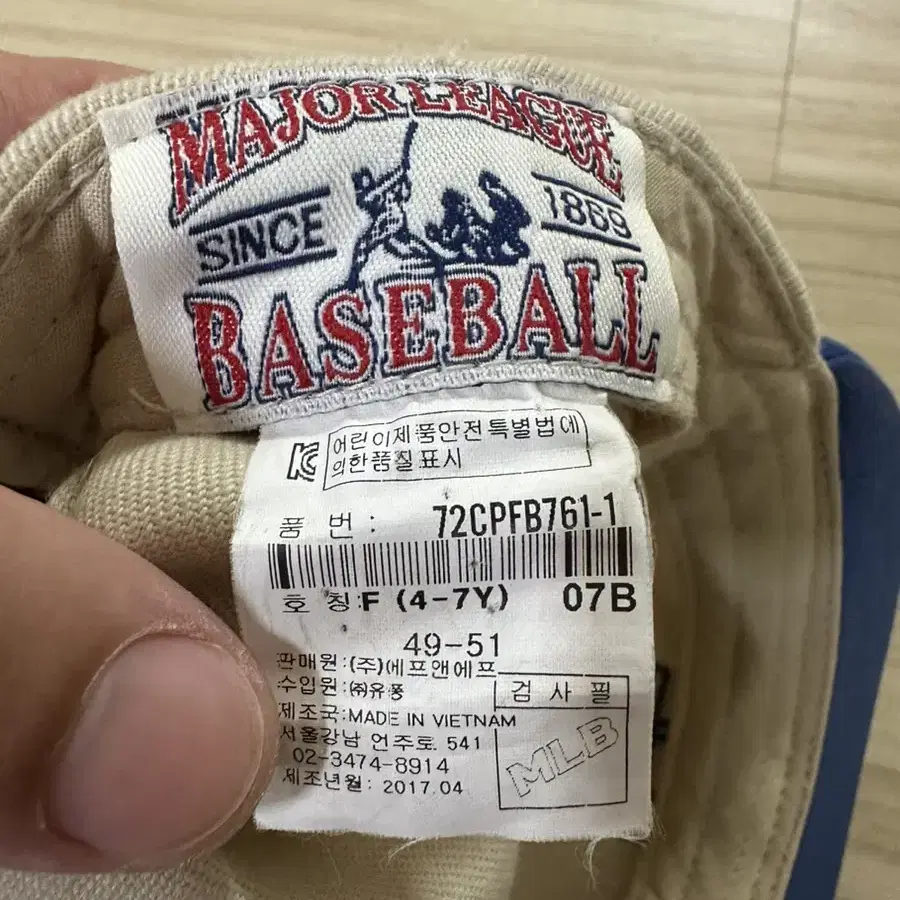 MAJOR LEAGUE
SINCE 1869
BASEBALL
어린이제품안전특별법에
의한품질표시
품 번 : 72CPFB761-1
호 칭:F (4-7Y) 07B
49-51
판매원:(주)에프앤에프
수입원:㈜유풍
검 사 필
제조국:MADE IN VIETNAM
서울강남 언주로 541
MLB
02-3474-8914
제조년월: 2017.04